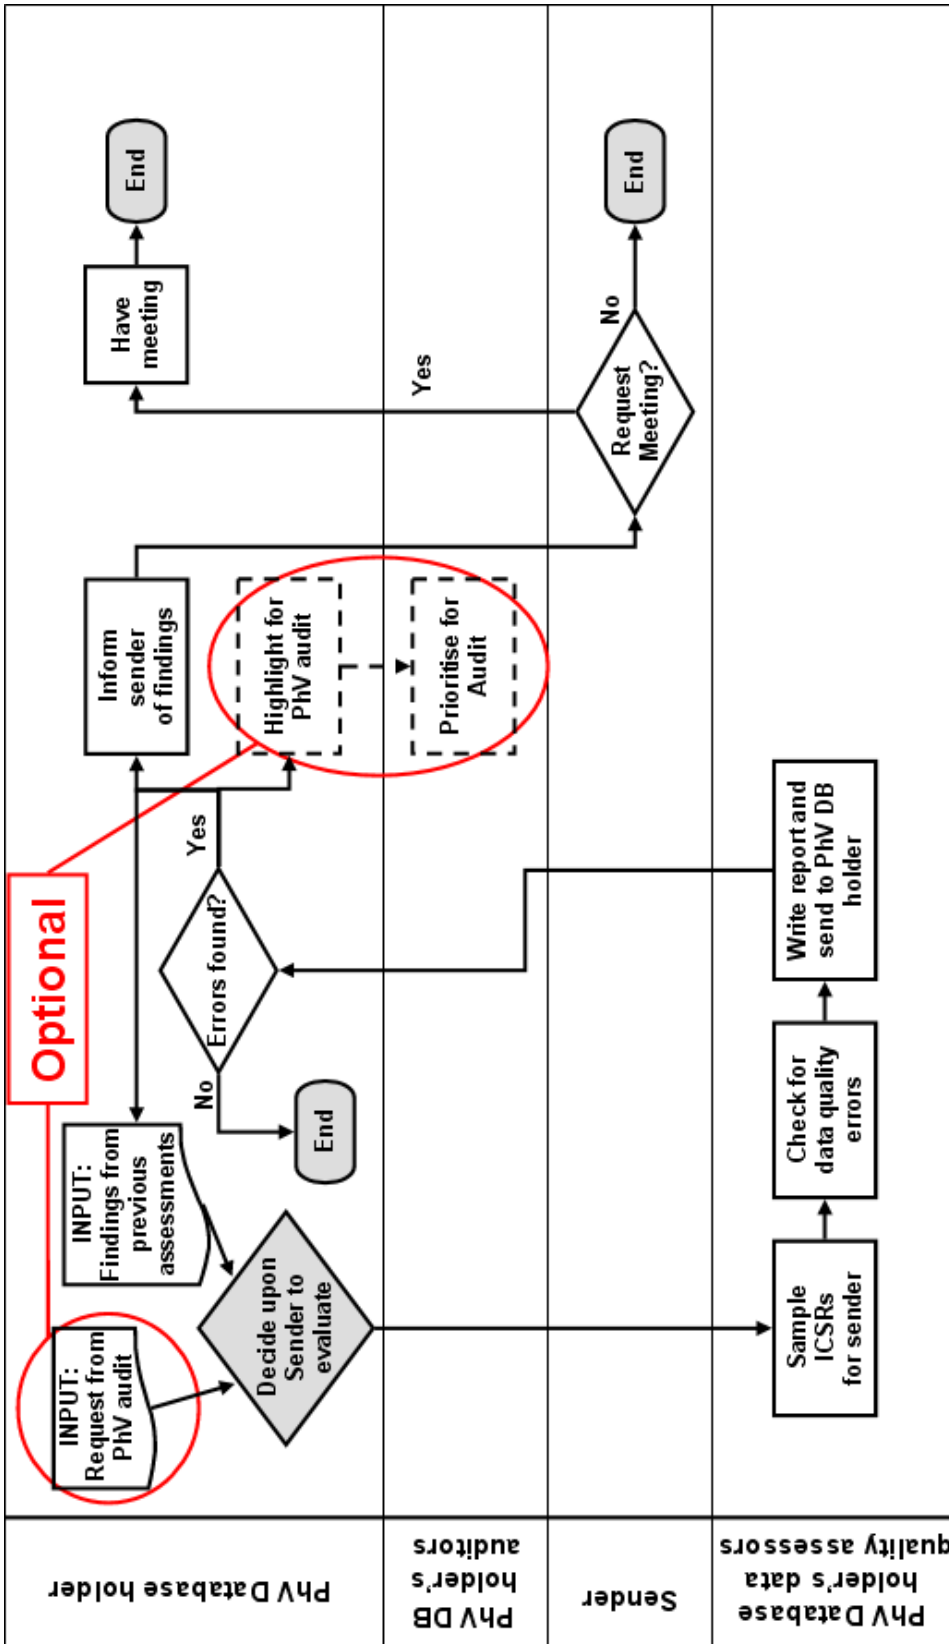 PhV Database holder
INPUT:
Request from
PhV audit
INPUT:
Findings from
previous
assessments
Optional
Decide upon
Sender to
evaluate
No
End
Errors found?
Yes
Inform
sender
of findings
Highlight for
PhV audit
Have
meeting
End
PhV DB
holder's
auditors
Prioritise for
Audit
Yes
Sender
Request
Meeting?
No
End
PhV Database
holder's data
quality assessors
Sample
ICSRs
for sender
Check for
data quality
errors
Write report and
send to PhV DB
holder